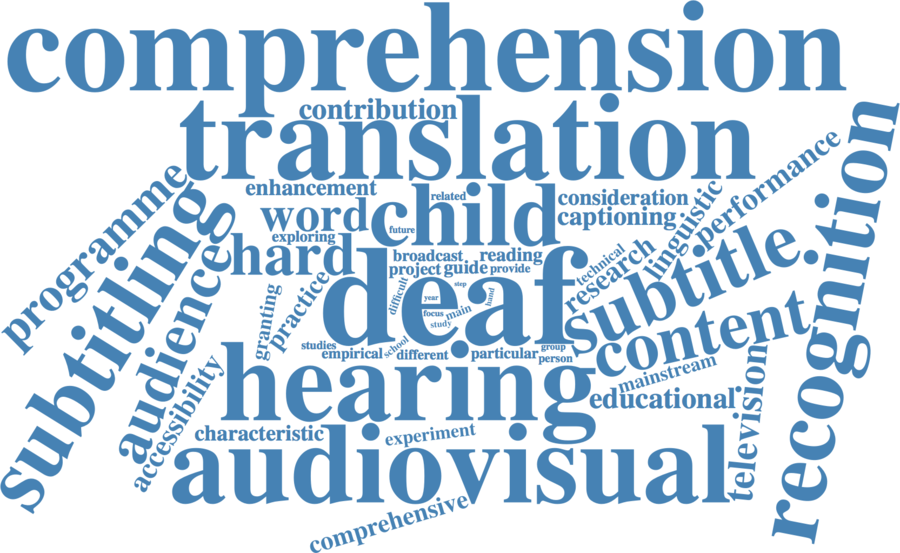 comprehension
contribution
translation
enhancement
related
consideration
performance
programme
word
child
future
captioning
linguistic
recognition
exploring
subtitling
hard
broadcast
reading
technical
audience
project
guide
provide
research
subtitle
deaf
step
year
difficult
hand
main
focus
study
granting
practice
content
studies
empirical
school
different
particular
group
person
accessibility
hearing
mainstream
educational
television
characteristic
experiment
audiovisual
comprehensive